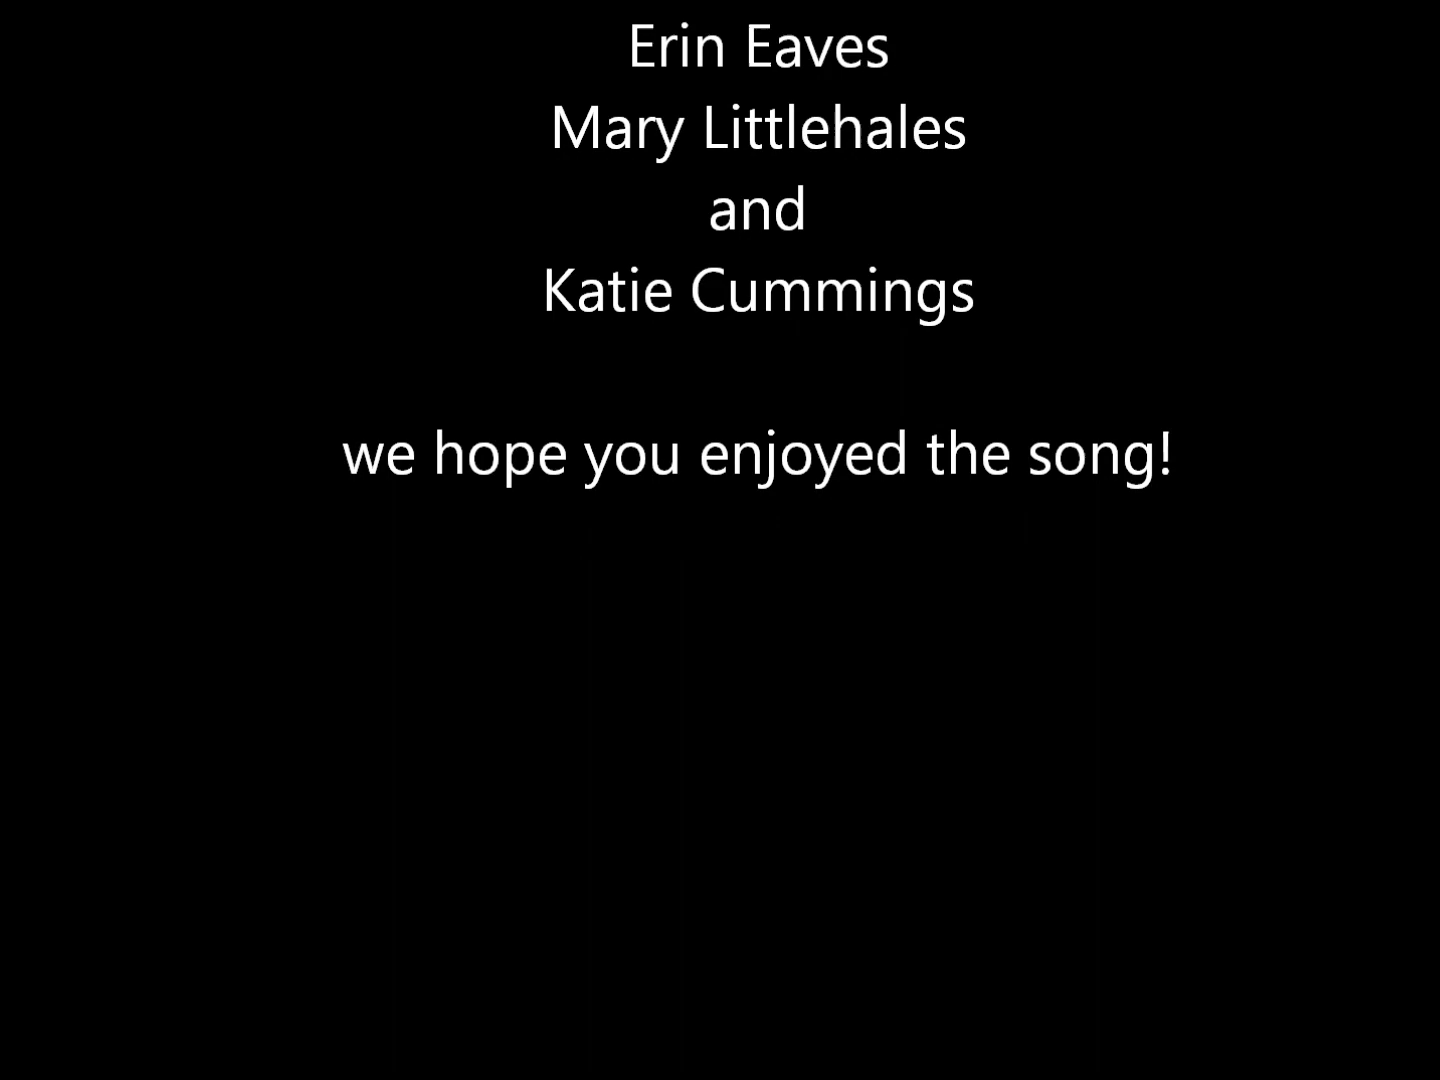 Erin Eaves
Mary Littlehales
and
Katie Cummings
we hope you enjoyed the song!